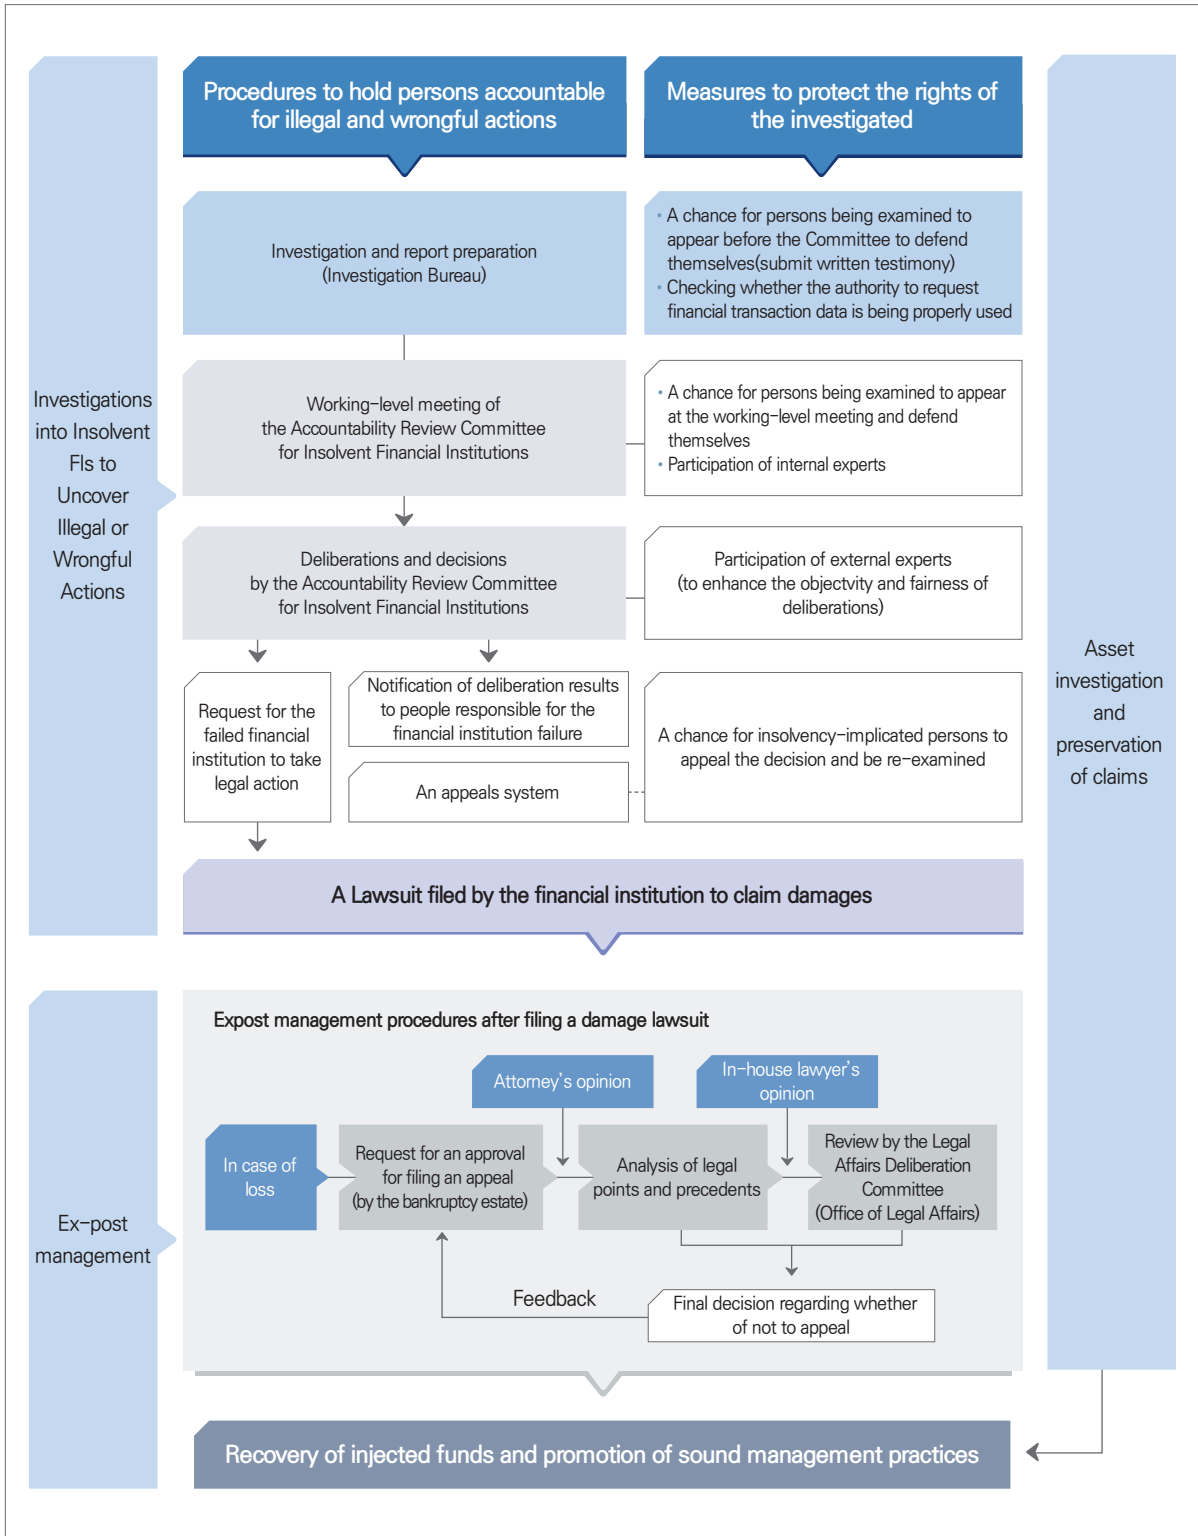 Procedures to hold persons accountable
for illegal and wrongful actions
Measures to protect the rights of
the investigated
Investigations
into Insolvent
FIs to
Uncover
Illegal or
Wrongful
Actions
Investigation and report preparation
(Investigation Bureau)
• A chance for persons being examined to
appear before the Committee to defend
themselves(submit written testimony)
• Checking whether the authority to request
financial transaction data is being properly used
Working-level meeting of
the Accountability Review Committee
for Insolvent Financial Institutions
• A chance for persons being examined to appear
at the working-level meeting and defend
themselves
• Participation of internal experts
Deliberations and decisions
by the Accountability Review Committee
for Insolvent Financial Institutions
Participation of external experts
(to enhance the objectvity and fairness of
deliberations)
Request for the
failed financial
institution to take
legal action
Notification of deliberation results
to people responsible for the
financial institution failure
An appeals system
A chance for insolvency-implicated persons to
appeal the decision and be re-examined
Asset
investigation
and
preservation
of claims
A Lawsuit filed by the financial institution to claim damages
Ex-post
management
Expost management procedures after filing a damage lawsuit
Attorney's opinion
In-house lawyer's
opinion
In case of
loss
Request for an approval
for filing an appeal
(by the bankruptcy estate)
Analysis of legal
points and precedents
Review by the Legal
Affairs Deliberation
Committee
(Office of Legal Affairs)
Feedback
Final decision regarding whether
of not to appeal
Recovery of injected funds and promotion of sound management practices